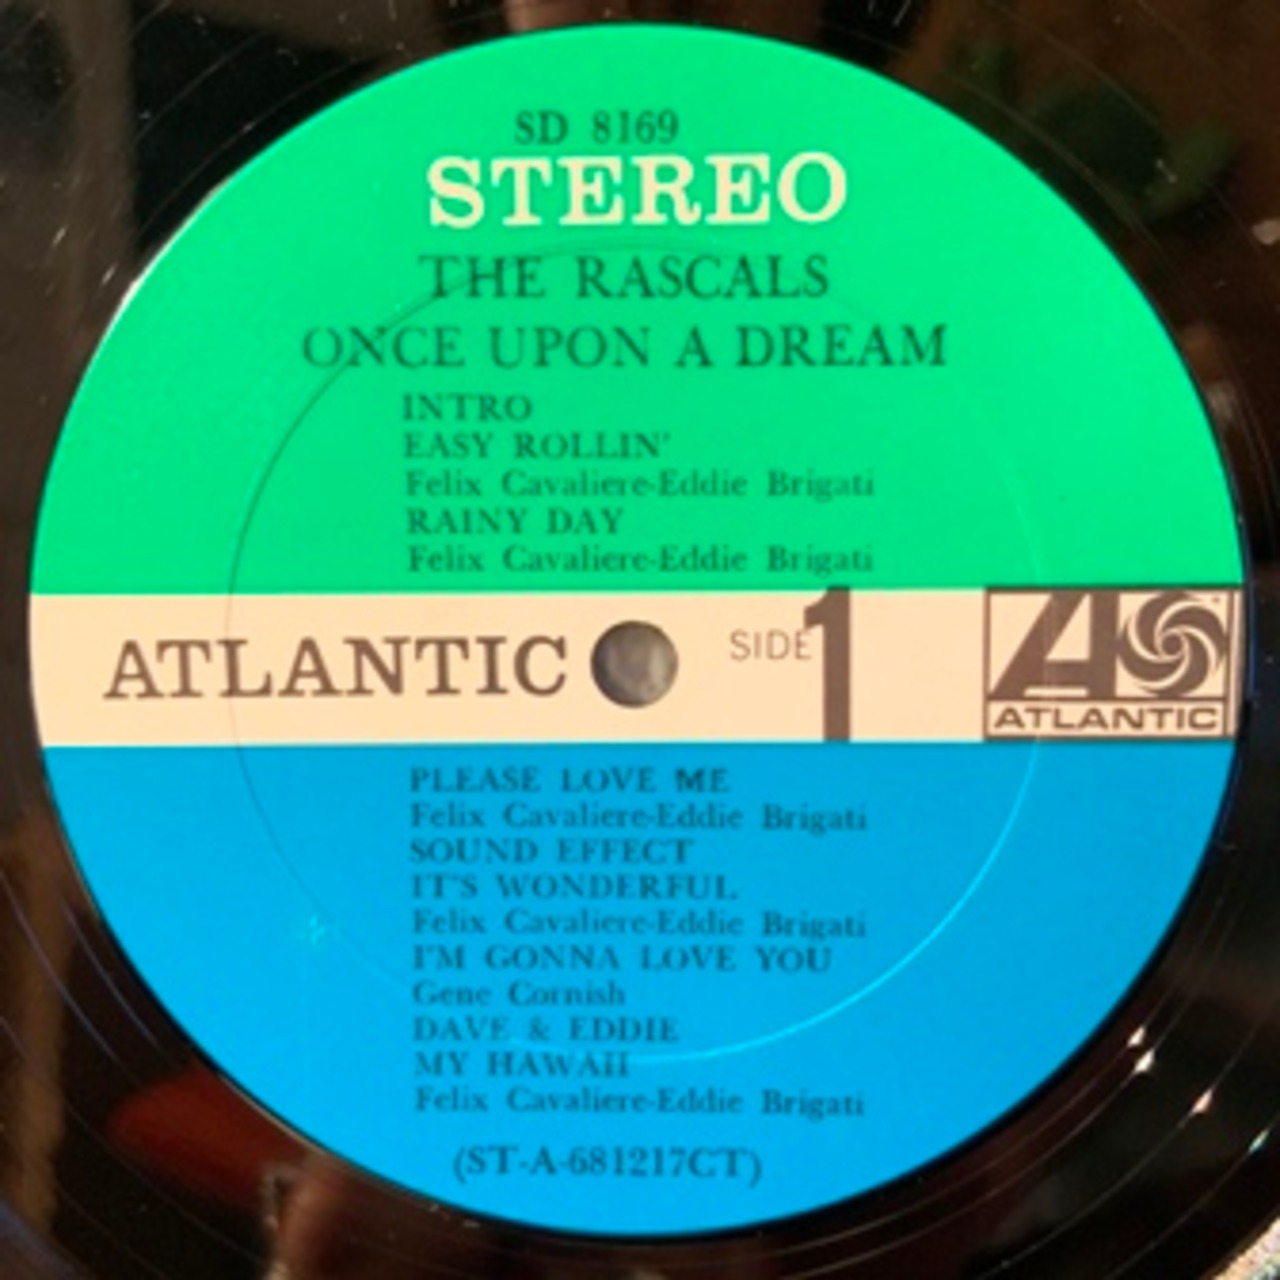 SD 8169
STEREO
THE RASCALS
ONCE UPON A DREAM
INTRO
EASY ROLLIN'
Felix Cavaliere-Eddie Brigati
RAINY DAY
Felix Cavaliere-Eddie Brigati
ATLANTIC
SIDE 1
A
ATLANTIC
PLEASE LOVE ME
Felix Cavaliere-Eddie Brigati
SOUND EFFECT
IT'S WONDERFUL
Felix Cavaliere-Eddie Brigati
I'M GONNA LOVE YOU
Gene Cornish
DAVE & EDDIE
MY HAWAII
Felix Cavaliere-Eddie Brigati
(ST-A-681217CT)